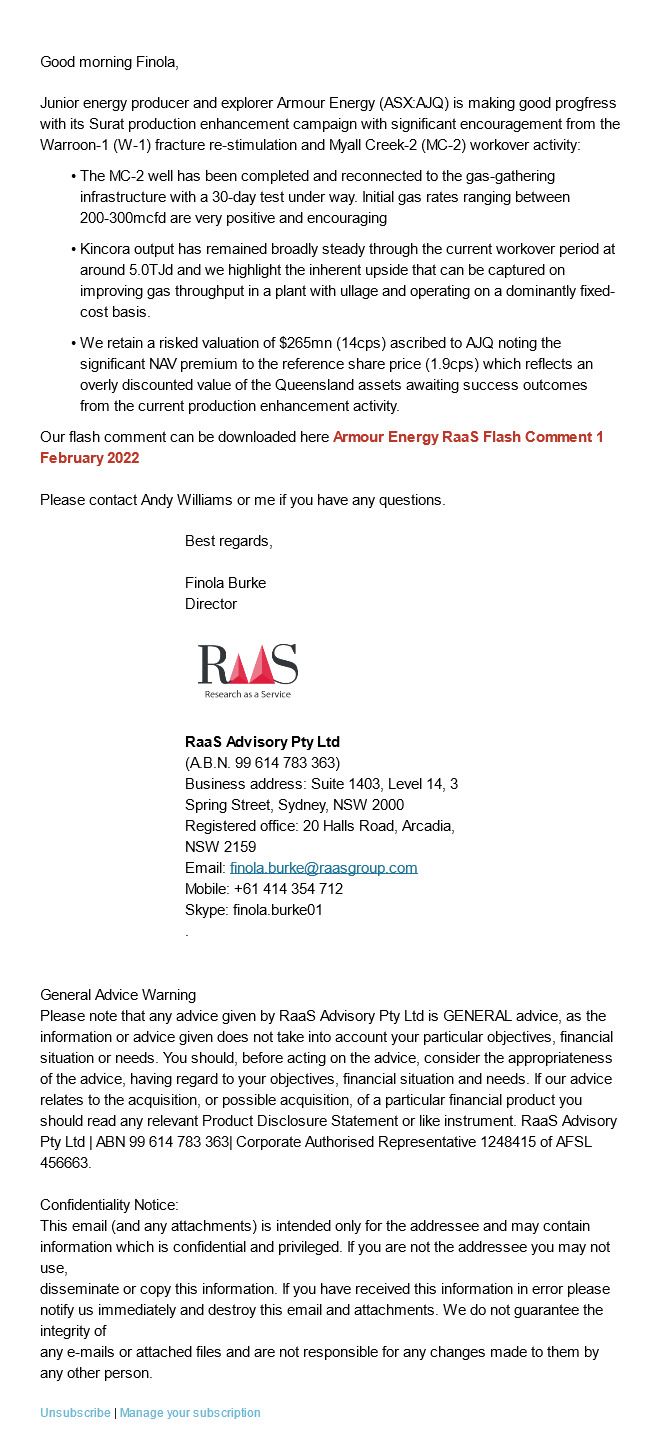 Good morning Finola,
Junior energy producer and explorer Armour Energy (ASX:AJQ) is making good progfress
with its Surat production enhancement campaign with significant encouragement from the
Warroon-1 (W-1) fracture re-stimulation and Myall Creek-2 (MC-2) workover activity:
• The MC-2 well has been completed and reconnected to the gas-gathering
infrastructure with a 30-day test under way. Initial gas rates ranging between
200-300mcfd are very positive and encouraging
• Kincora output has remained broadly steady through the current workover period at
around 5.0TJd and we highlight the inherent upside that can be captured on
improving gas throughput in a plant with ullage and operating on a dominantly fixed-
cost basis.
• We retain a risked valuation of $265mn (14cps) ascribed to AJQ noting the
significant NAV premium to the reference share price (1.9cps) which reflects an
overly discounted value of the Queensland assets awaiting success outcomes
from the current production enhancement activity.
Our flash comment can be downloaded here Armour Energy RaaS Flash Comment 1
February 2022
Please contact Andy Williams or me if you have any questions.
Best regards,
Finola Burke
Director
RaaS
Research as a Service
RaaS Advisory Pty Ltd
(A.B.N. 99 614 783 363)
Business address: Suite 1403, Level 14, 3
Spring Street, Sydney, NSW 2000
Registered office: 20 Halls Road, Arcadia,
NSW 2159
Email: finola.burke@raasgroup.com
Mobile: +61 414 354 712
Skype: finola.burke01
.
General Advice Warning
Please note that any advice given by RaaS Advisory Pty Ltd is GENERAL advice, as the
information or advice given does not take into account your particular objectives, financial
situation or needs. You should, before acting on the advice, consider the appropriateness
of the advice, having regard to your objectives, financial situation and needs. If our advice
relates to the acquisition, or possible acquisition, of a particular financial product you
should read any relevant Product Disclosure Statement or like instrument. RaaS Advisory
Pty Ltd | ABN 99 614 783 363| Corporate Authorised Representative 1248415 of AFSL
456663.
Confidentiality Notice:
This email (and any attachments) is intended only for the addressee and may contain
information which is confidential and privileged. If you are not the addressee you may not
use,
disseminate or copy this information. If you have received this information in error please
notify us immediately and destroy this email and attachments. We do not guarantee the
integrity of
any e-mails or attached files and are not responsible for any changes made to them by
any other person.
Unsubscribe | Manage your subscription